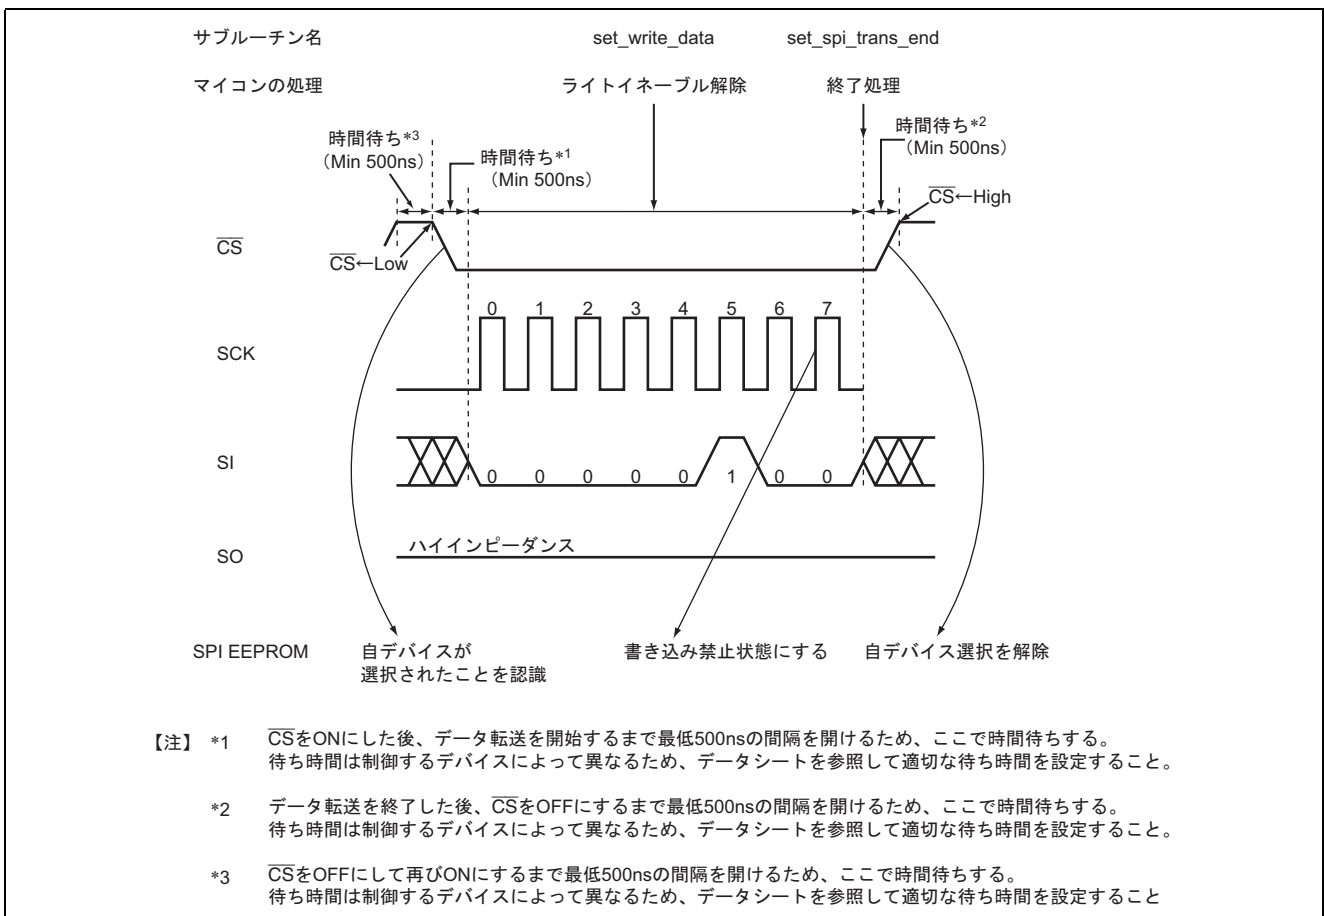 サブルーチン名 set_write_data set_spi_trans_end
マイコンの処理 ライトイネーブル解除 終了処理
時間待ち*3
(Min 500ns)
時間待ち*1
(Min 500ns)
時間待ち*2
(Min 500ns)
CS←High
CS
CS←Low
0 1 2 3 4 5 6 7
SCK
SI
0 0 0 0 0 1 0 0
ハイインピーダンス
SO
SPI EEPROM 自デバイスが 書き込み禁止状態にする 自デバイス選択を解除
選択されたことを認識
【注】 *1 CSをONにした後、データ転送を開始するまで最低500nsの間隔を開けるため、ここで時間待ちする。
待ち時間は制御するデバイスによって異なるため、データシートを参照して適切な待ち時間を設定すること。
*2 データ転送を終了した後、CSをOFFにするまで最低500nsの間隔を開けるため、ここで時間待ちする。
待ち時間は制御するデバイスによって異なるため、データシートを参照して適切な待ち時間を設定すること。
*3 CSをOFFにして再びONにするまで最低500nsの間隔を開けるため、ここで時間待ちする。
待ち時間は制御するデバイスによって異なるため、データシートを参照して適切な待ち時間を設定すること